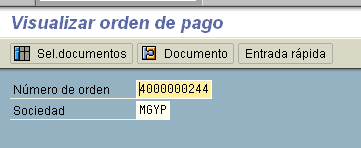 Visualizar orden de pago
Sel.documentos Documento Entrada rápida
Número de orden 4000000244
Sociedad MGYP